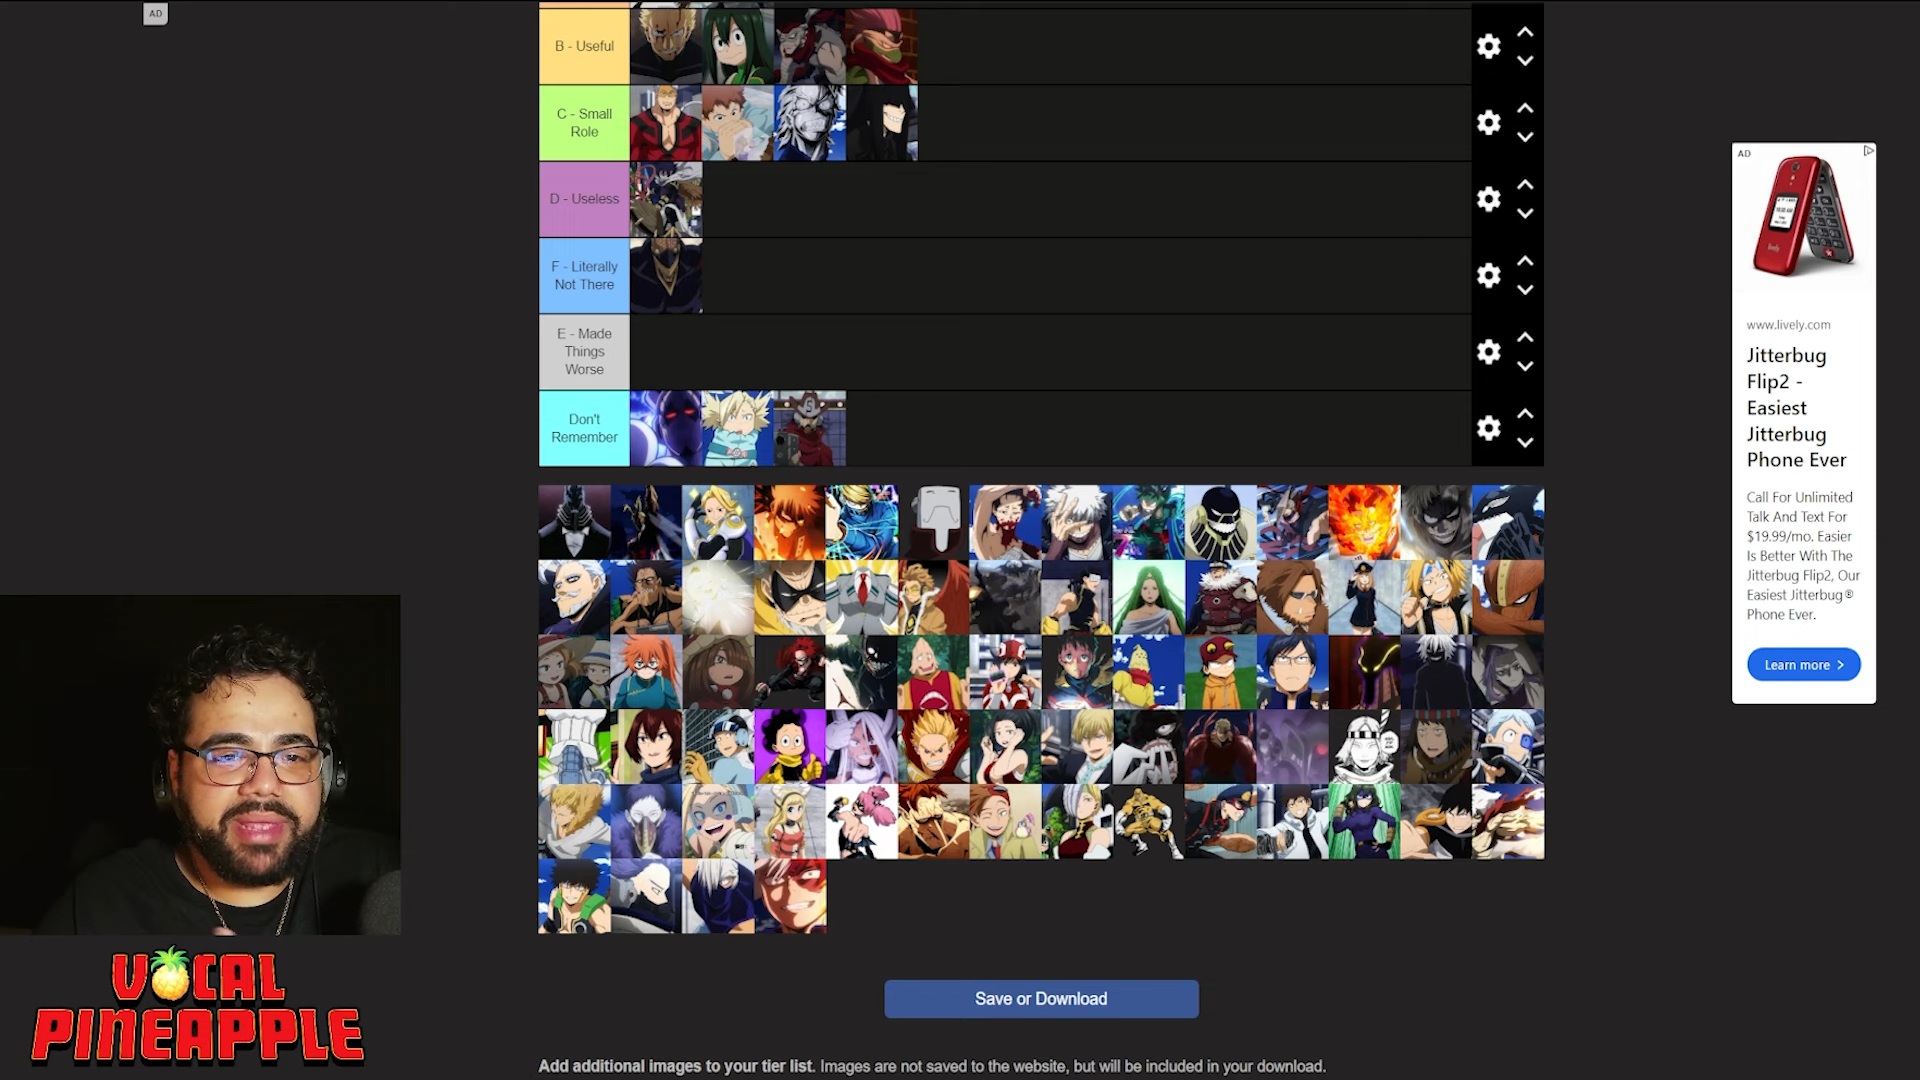 AD
B - Useful
C - Small
Role
D - Useless
F - Literally
Not There
E - Made
Things
Worse
Don't
Remember
AD
www.lively.com
Jitterbug
Flip2 -
Easiest
Jitterbug
Phone Ever
Call For Unlimited
Talk And Text For
$19.99/mo. Easier
Is Better With The
Jitterbug Flip2, Our
Easiest Jitterbug®
Phone Ever.
Learn more
VOCAL
PINEAPPLE
Save or Download
Add additional images to your tier list. Images are not saved to the website, but will be included in your download.